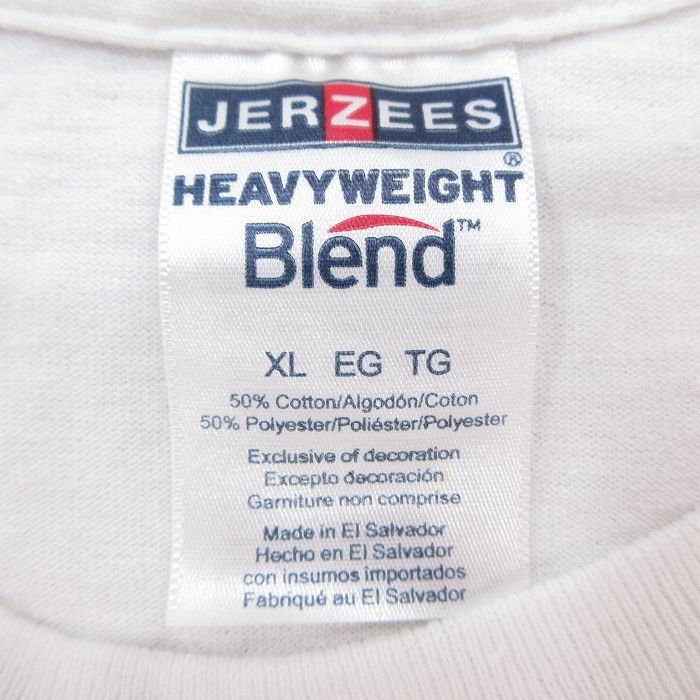 JERZEES
HEAVYWEIGHT®
Blend™
XL EG TG
50% Cotton/Algodón/Coton
50% Polyester/Poliéster/Polyester
Exclusive of decoration
Excepto decoración
Garniture non comprise
Made in El Salvador
Hecho en El Salvador
con insumos importados
Fabriqué au El Salvador